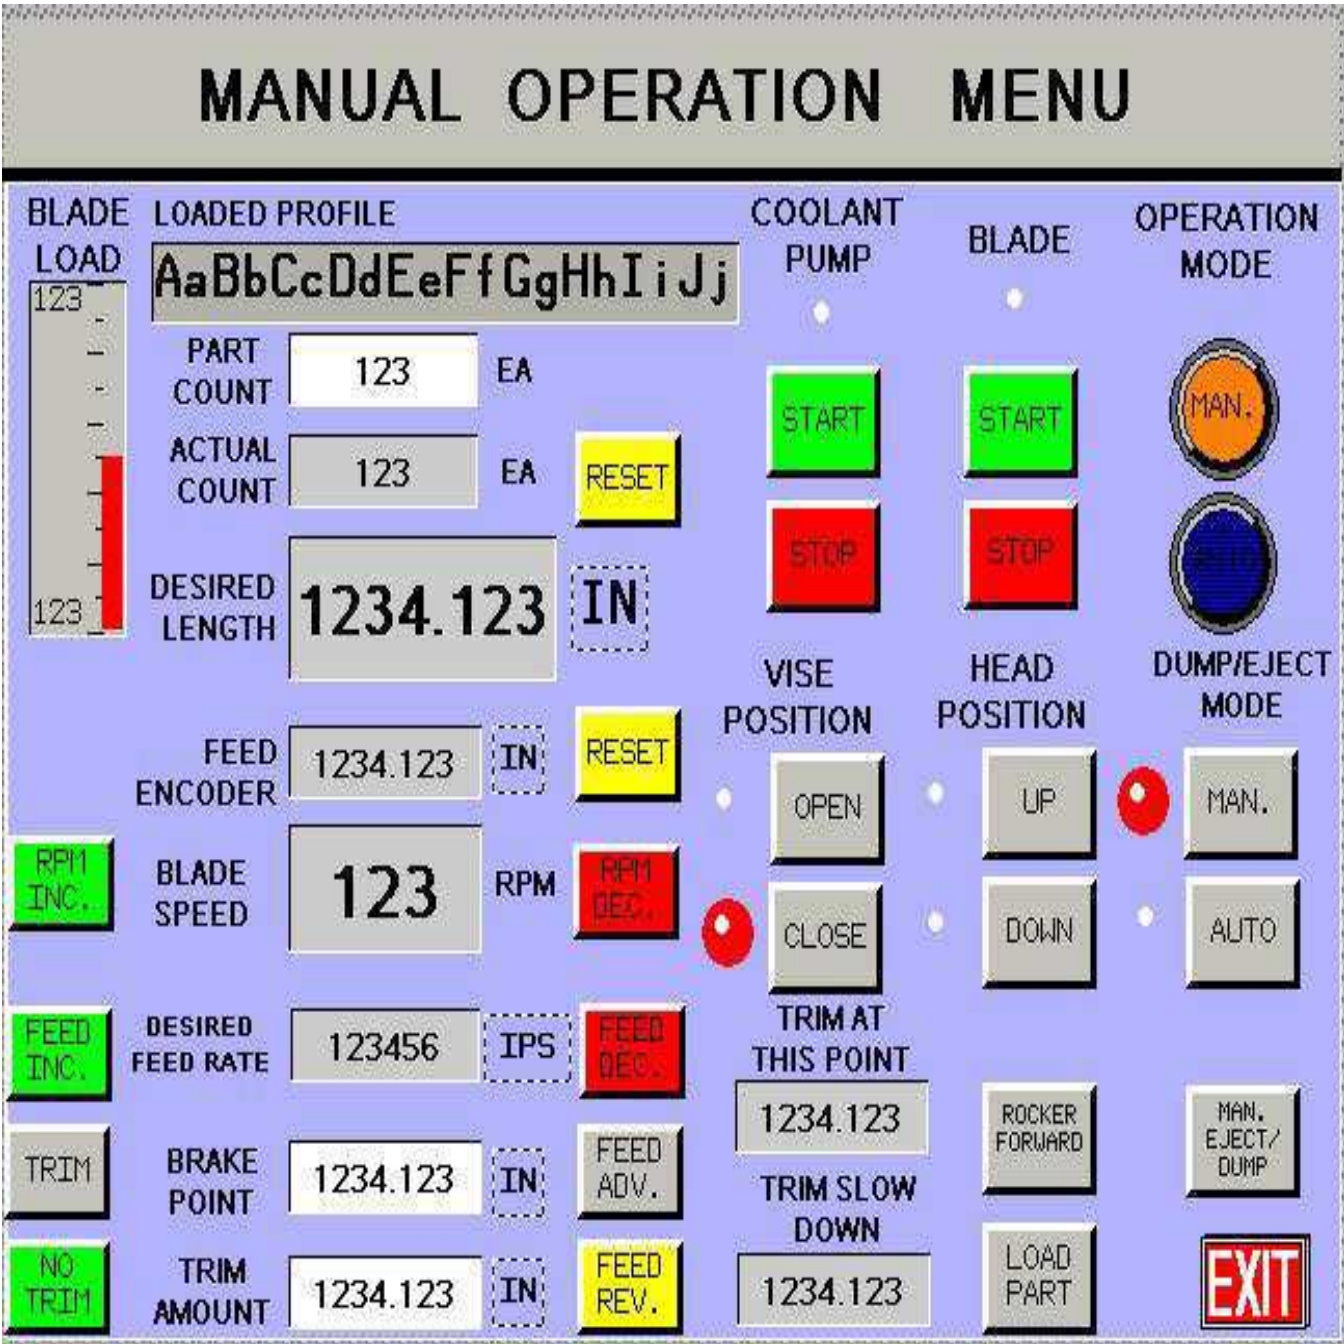 MANUAL OPERATION MENU
BLADE
LOAD
123
123
LOADED PROFILE
AaBbCcDdEeFfGgHhIiJj
PART
COUNT
123
EA
ACTUAL
COUNT
123
EA
RESET
DESIRED
LENGTH
1234.123
IN
FEED
ENCODER
1234.123
IN
RESET
RPM
INC.
BLADE
SPEED
123
RPM
RPM
DEC.
FEED
INC.
DESIRED
FEED RATE
123456
IPS
FEED
DEC.
TRIM
BRAKE
POINT
1234.123
IN
FEED
ADV.
NO
TRIM
TRIM
AMOUNT
1234.123
IN
FEED
REV.
COOLANT
PUMP
START
STOP
BLADE
START
STOP
OPERATION
MODE
MAN.
AUTO
VISE
POSITION
OPEN
CLOSE
HEAD
POSITION
UP
DOWN
DUMP/EJECT
MODE
MAN.
AUTO
TRIM AT
THIS POINT
1234.123
TRIM SLOW
DOWN
1234.123
ROCKER
FORWARD
LOAD
PART
MAN.
EJECT/
DUMP
EXIT